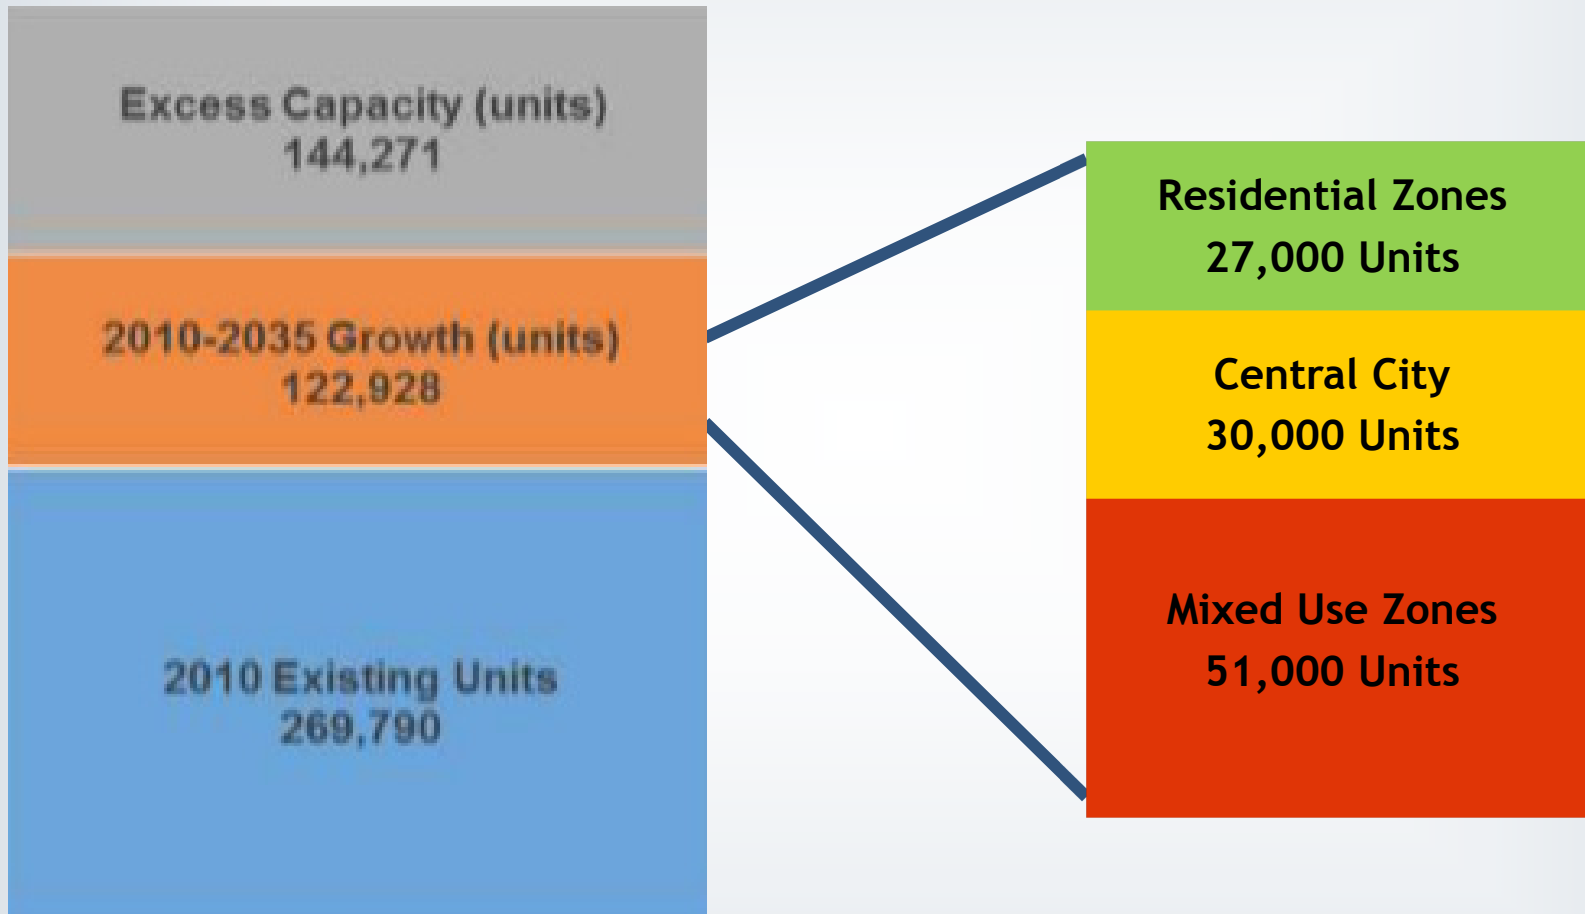 Excess Capacity (units)
144,271
2010-2035 Growth (units)
122,928
2010 Existing Units
269,790
Residential Zones
27,000 Units
Central City
30,000 Units
Mixed Use Zones
51,000 Units